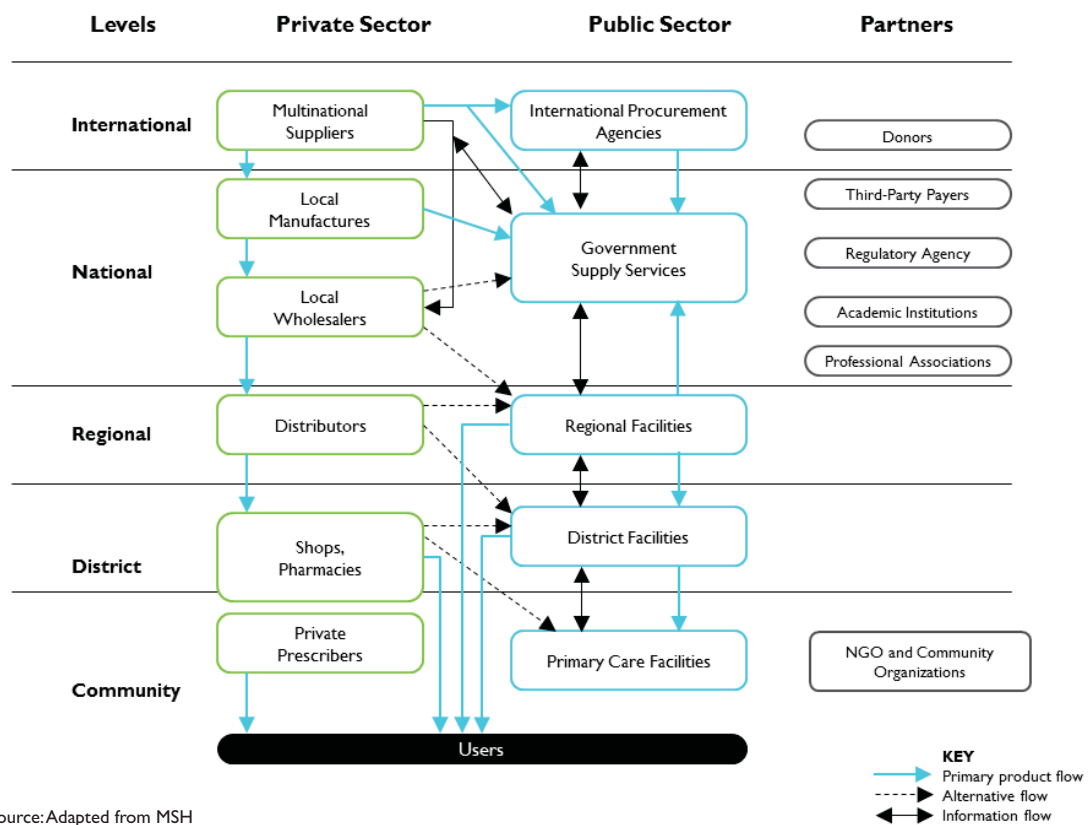 Levels
Private Sector
Public Sector
Partners
International
Multinational
Suppliers
International Procurement
Agencies
Donors
National
Local
Manufactures
Government
Supply Services
Third-Party Payers
Regulatory Agency
Local
Wholesalers
Academic Institutions
Professional Associations
Regional
Distributors
Regional Facilities
District
Shops,
Pharmacies
District Facilities
Community
Private
Prescribers
Primary Care Facilities
NGO and Community
Organizations
Users
KEY
Primary product flow
Alternative flow
Information flow
ource: Adapted from MSH